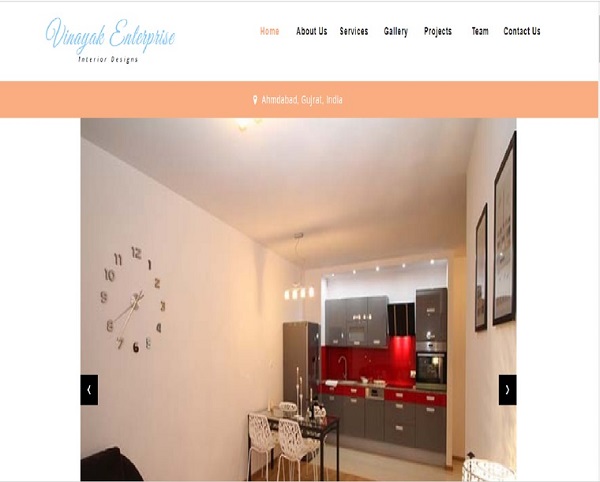 Vinayak Enterprise
Interior Designs
Home About Us Services Gallery Projects Team Contact Us
Ahmdabad, Gujrat, India
12
11 1
10 2
9 3
8 4
7 5
6